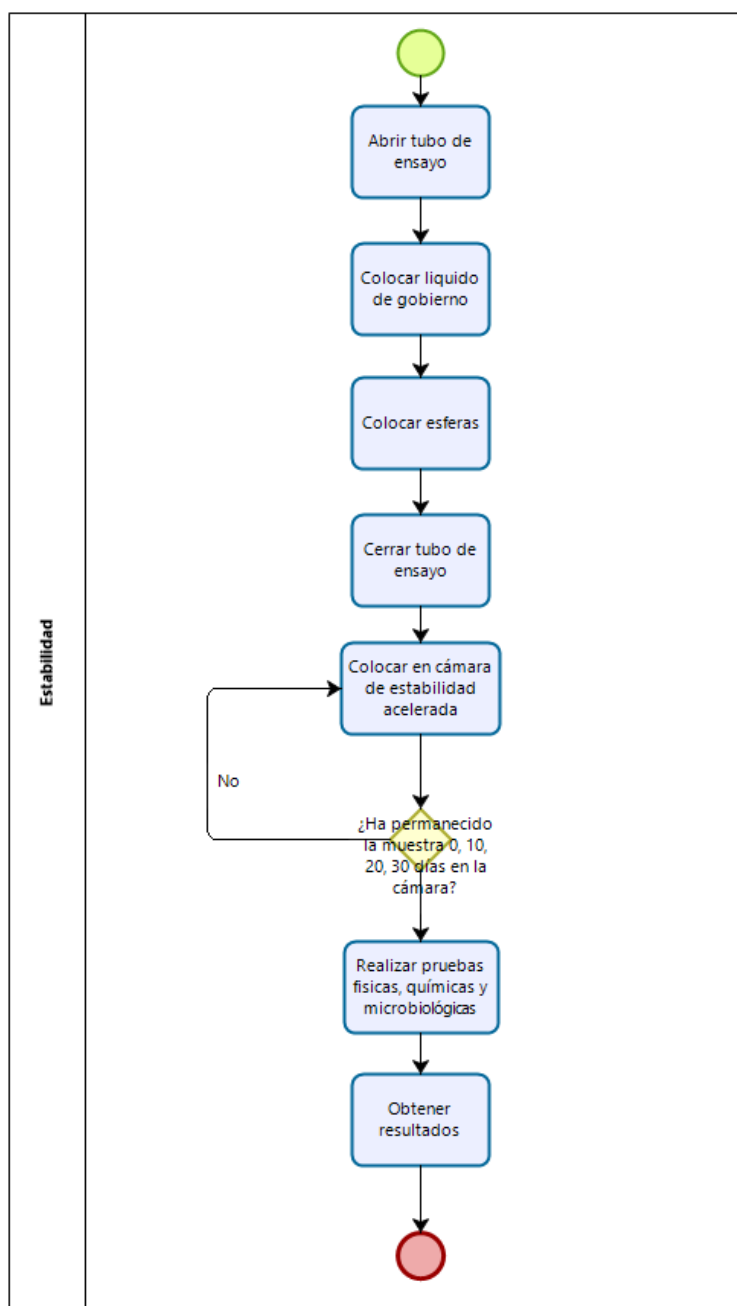 Estabilidad
Abrir tubo de
ensayo
Colocar liquido
de gobierno
Colocar esferas
Cerrar tubo de
ensayo
Colocar en cámara
de estabilidad
acelerada
No
¿Ha permanecido
la muestra 0, 10,
20, 30 días en la
cámara?
Realizar pruebas
fisicas, químicas y
microbiológicas
Obtener
resultados